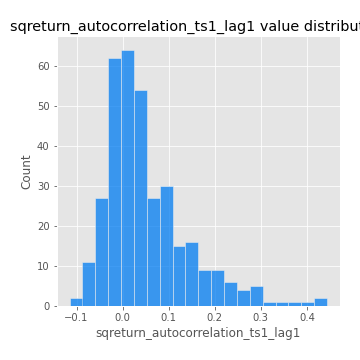 sqreturn_autocorrelation_ts1_lag1 value distribut
60
50
40
30
20
10
0
Count
−0.1 0.0 0.1 0.2 0.3 0.4
sqreturn_autocorrelation_ts1_lag1